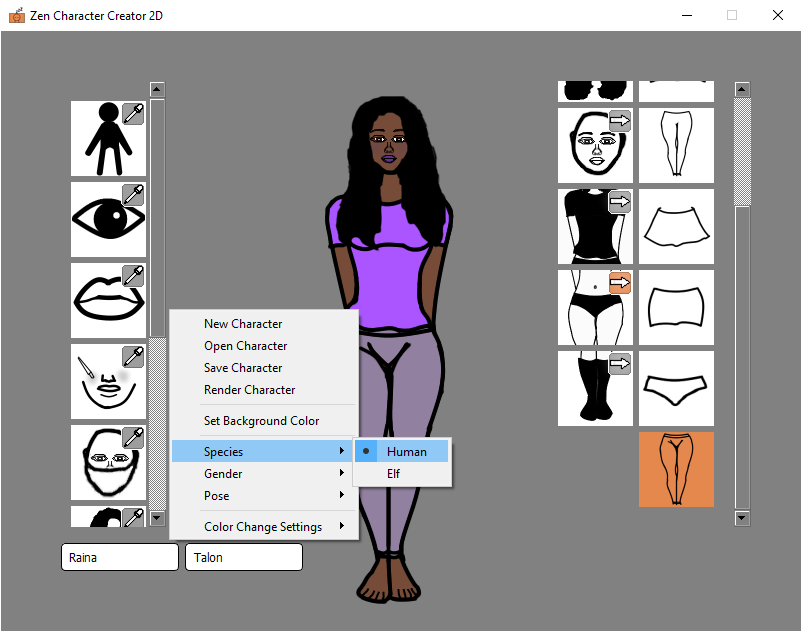 Zen Character Creator 2D
New Character
Open Character
Save Character
Render Character
Set Background Color
Species
Human
Gender
Elf
Pose
Color Change Settings
Raina
Talon